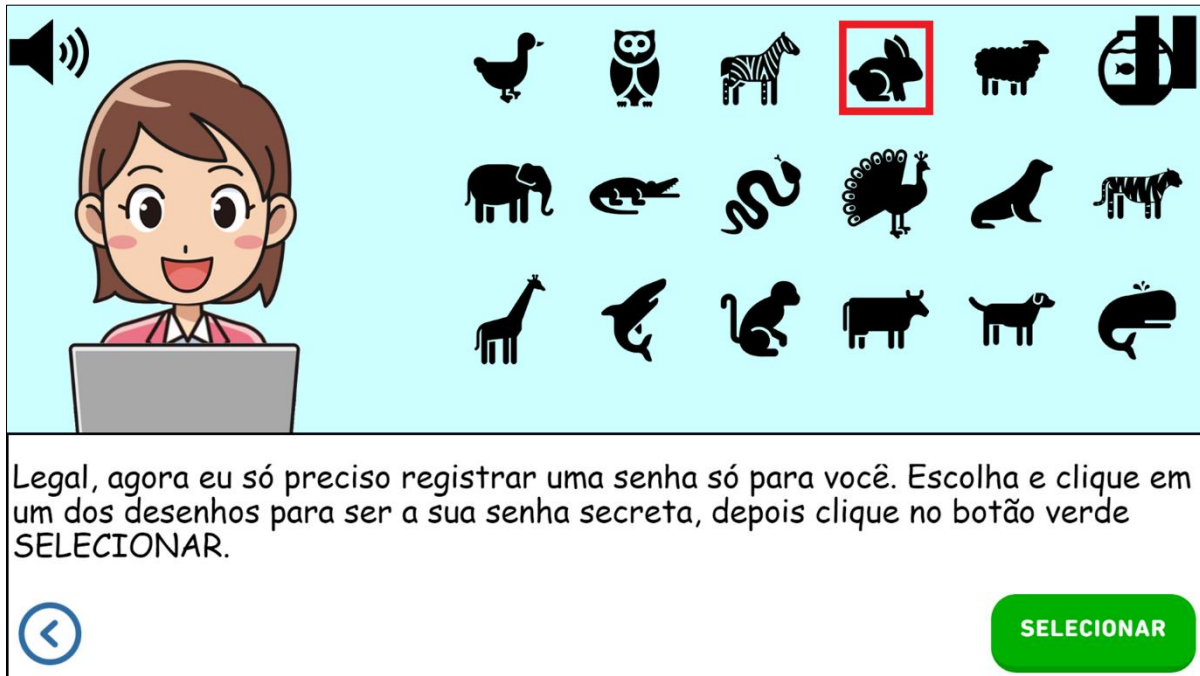 Legal, agora eu só preciso registrar uma senha só para você. Escolha e clique em
um dos desenhos para ser a sua senha secreta, depois clique no botão verde
SELECIONAR.
SELECIONAR